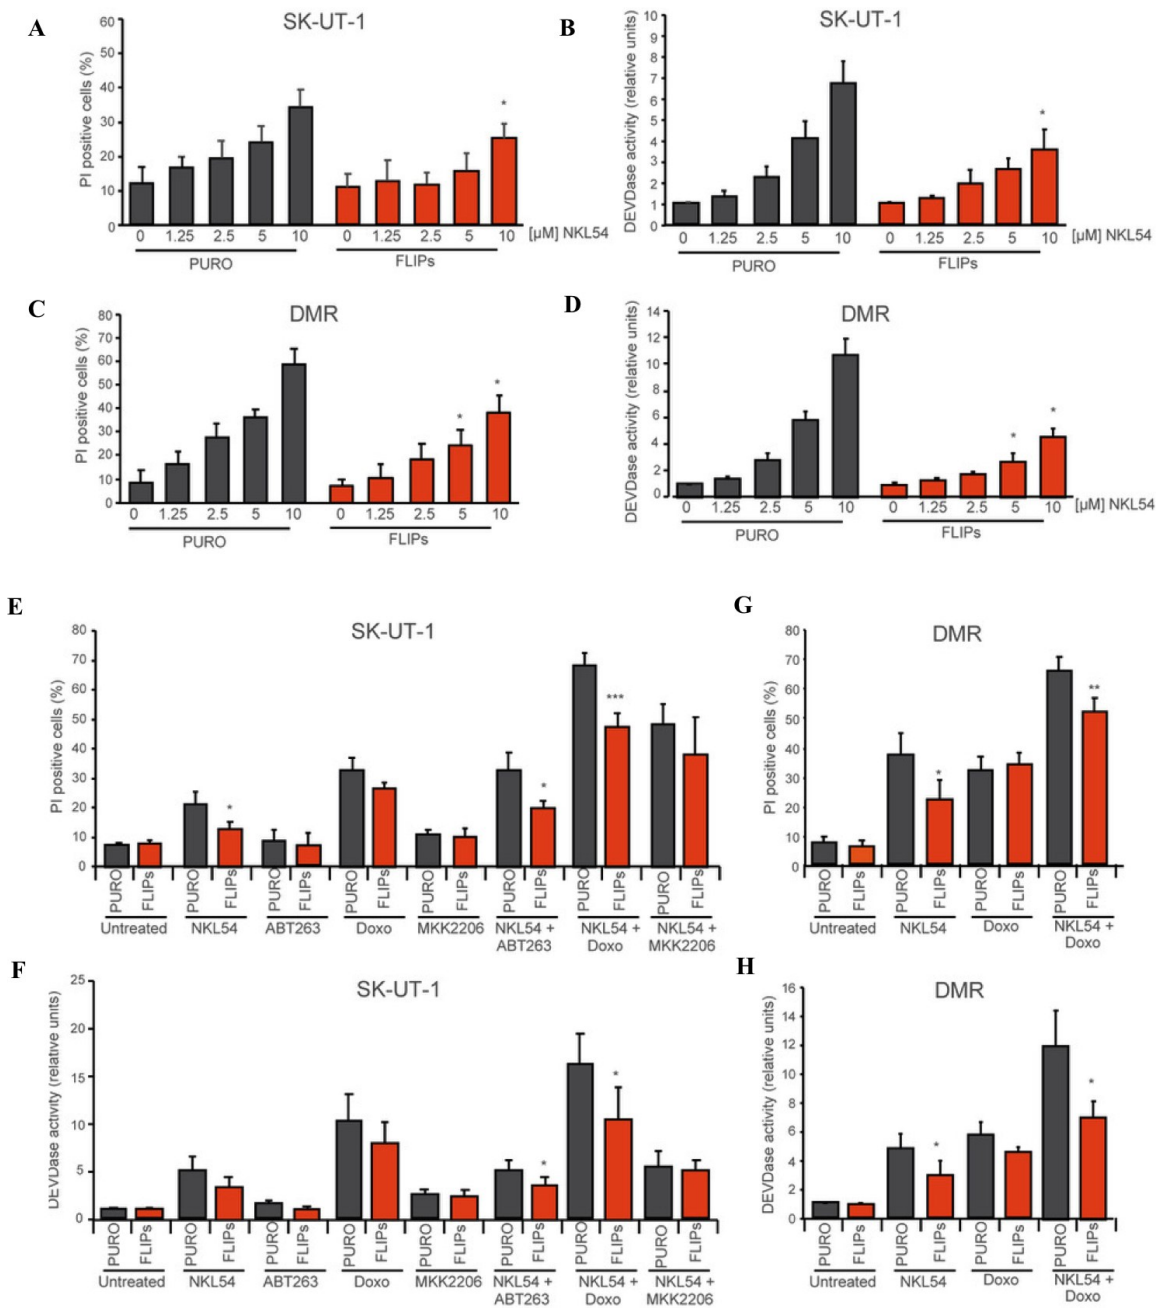 A
SK-UT-1
PI positive cells (%)
60
50
40
30
20
10
0
*
0 1.25 2.5 5 10 0 1.25 2.5 5 10 [µM] NKL54
PURO FLIPs
B
SK-UT-1
DEVDase activity (relative units)
10
9
8
7
6
5
4
3
2
1
0
*
0 1.25 2.5 5 10 0 1.25 2.5 5 10 [µM] NKL54
PURO FLIPs
C
DMR
PI positive cells (%)
80
70
60
50
40
30
20
10
0
* *
0 1.25 2.5 5 10 0 1.25 2.5 5 10
PURO FLIPs
D
DMR
DEVDase activity (relative units)
14
12
10
8
6
4
2
0
* *
0 1.25 2.5 5 10 0 1.25 2.5 5 10 [µM] NKL54
PURO FLIPs
E
SK-UT-1
PI positive cells (%)
80
70
60
50
40
30
20
10
0
* * ***
PURO FLIPs PURO FLIPs PURO FLIPs PURO FLIPs PURO FLIPs PURO FLIPs PURO FLIPs PURO FLIPs
Untreated NKL54 ABT263 Doxo MKK2206 NKL54 + NKL54 + NKL54 +
ABT263 Doxo MKK2206
G
DMR
PI positive cells (%)
80
70
60
50
40
30
20
10
0
* **
PURO FLIPs PURO FLIPs PURO FLIPs PURO FLIPs
Untreated NKL54 Doxo NKL54 +
Doxo
F
SK-UT-1
DEVDase activity (relative units)
25
20
15
10
5
0
* *
PURO FLIPs PURO FLIPs PURO FLIPs PURO FLIPs PURO FLIPs PURO FLIPs PURO FLIPs PURO FLIPs
Untreated NKL54 ABT263 Doxo MKK2206 NKL54 + NKL54 + NKL54 +
ABT263 Doxo MKK2206
H
DMR
DEVDase activity (relative units)
16
14
12
10
8
6
4
2
0
* *
PURO FLIPs PURO FLIPs PURO FLIPs PURO FLIPs
Untreated NKL54 Doxo NKL54 +
Doxo